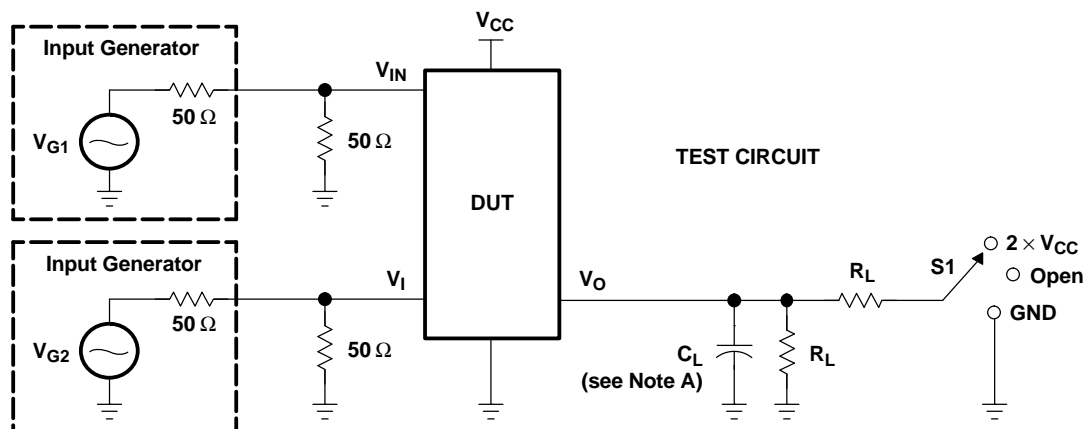 V_CC
Input Generator
V_IN
50 Ω
V_G1
50 Ω
TEST CIRCUIT
DUT
Input Generator
2 × V_CC
S1
Open
V_I
V_O
R_L
50 Ω
GND
V_G2
50 Ω
C_L
(see Note A)
R_L